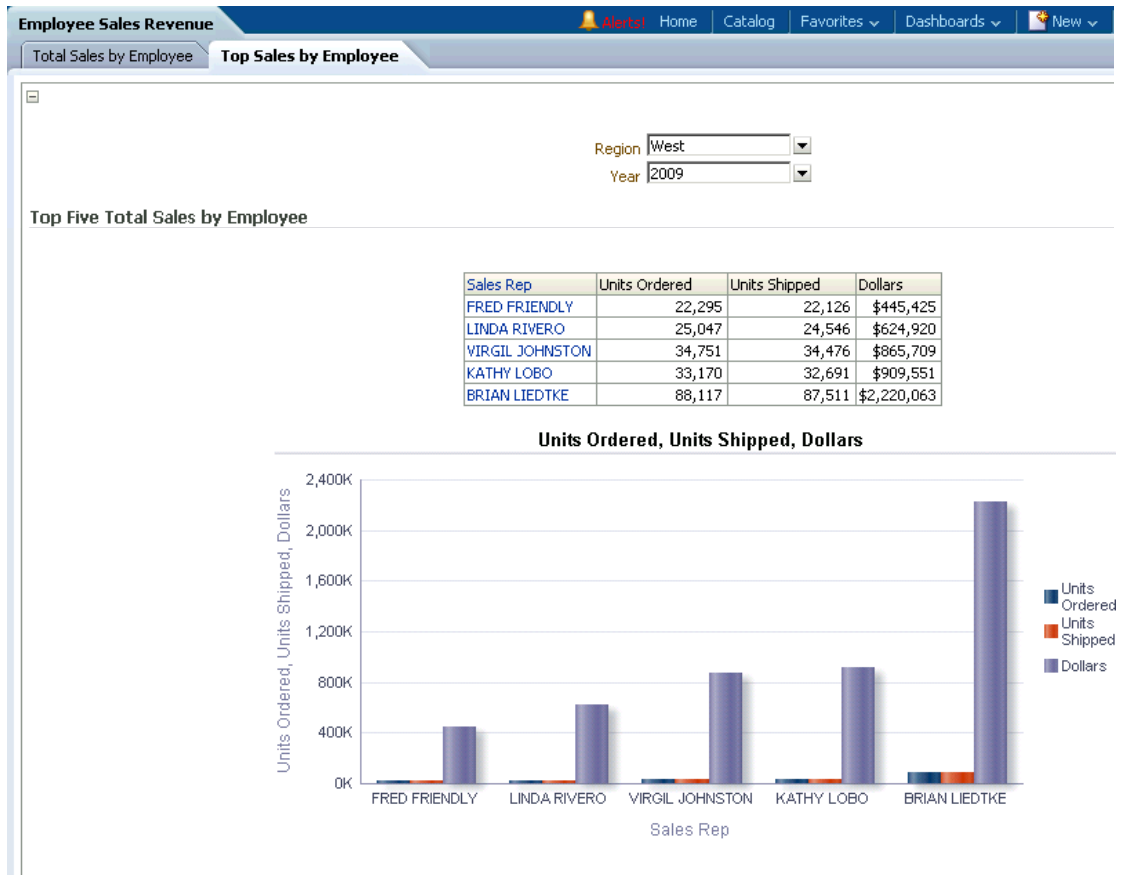 Employee Sales Revenue
Alerts! Home Catalog Favorites Dashboards New
Total Sales by Employee Top Sales by Employee
Region West
Year 2009
Top Five Total Sales by Employee
Sales Rep Units Ordered Units Shipped Dollars
FRED FRIENDLY 22,295 22,126 $445,425
LINDA RIVERO 25,047 24,546 $624,920
VIRGIL JOHNSTON 34,751 34,476 $865,709
KATHY LOBO 33,170 32,691 $909,551
BRIAN LIEDTKE 88,117 87,511 $2,220,063
Units Ordered, Units Shipped, Dollars
Units Ordered, Units Shipped, Dollars
2,400K
2,000K
1,600K
1,200K
800K
400K
0K
FRED FRIENDLY LINDA RIVERO VIRGIL JOHNSTON KATHY LOBO BRIAN LIEDTKE
Sales Rep
Units
Ordered
Units
Shipped
Dollars